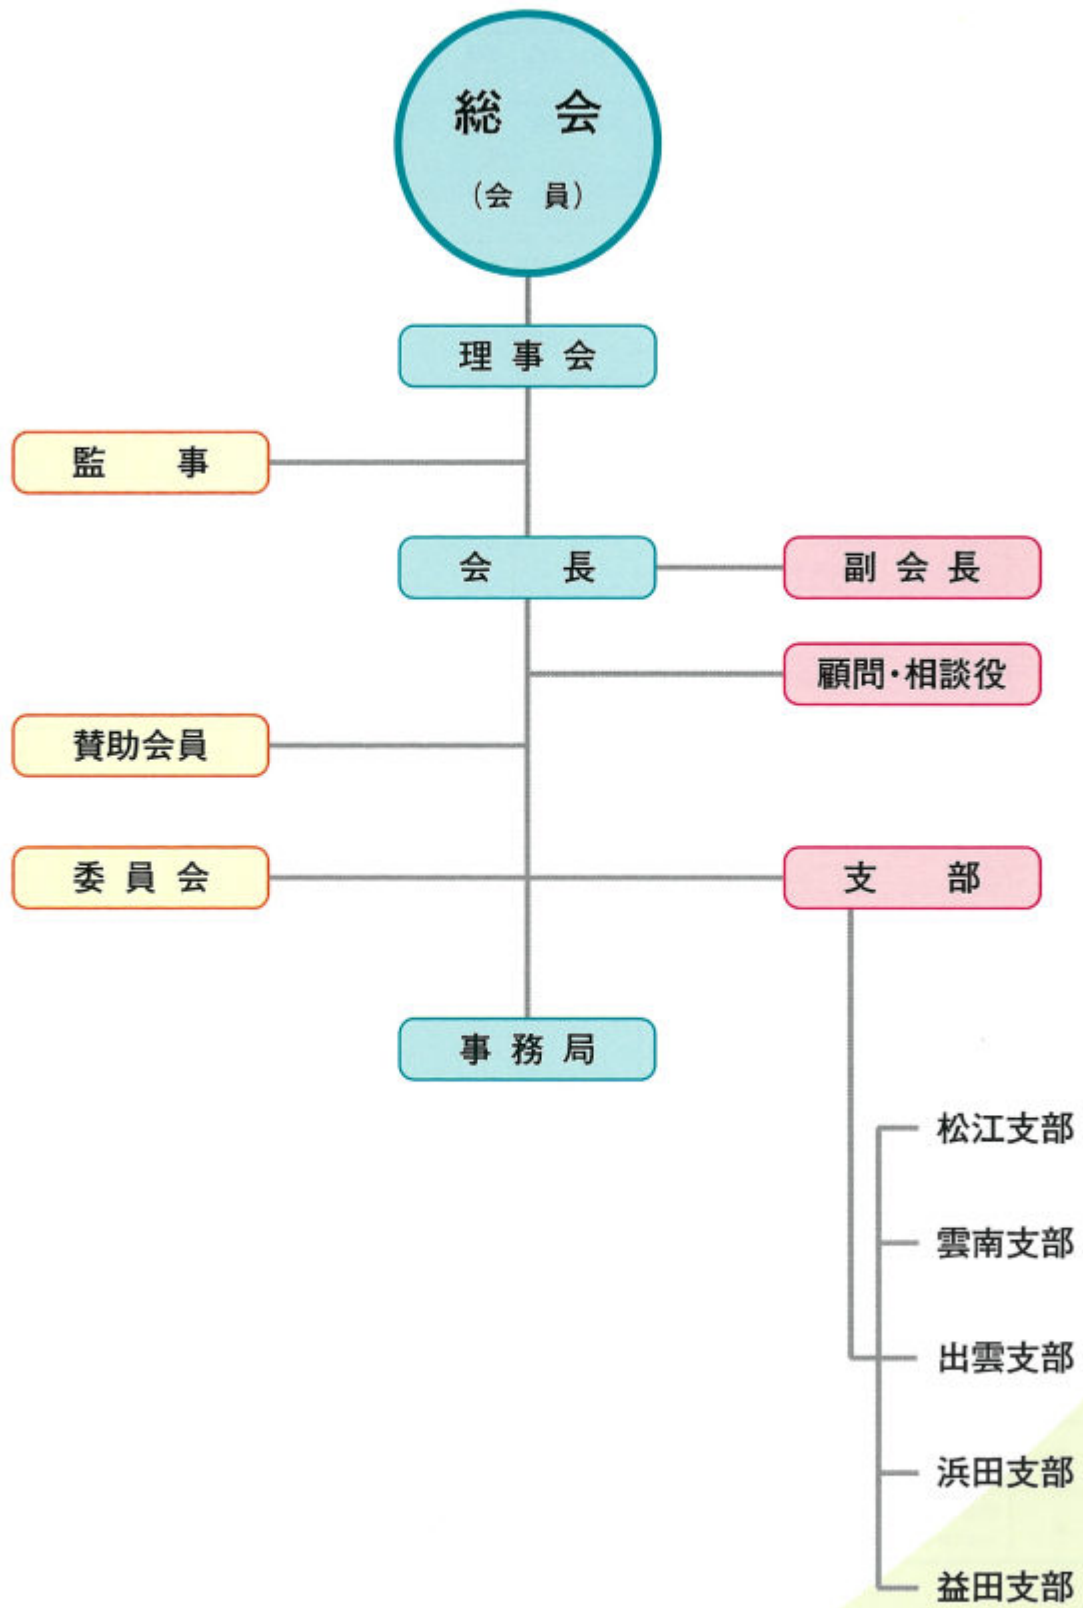 総　会
（会　員）
理事会
監　事
会　長
副会長
顧問・相談役
賛助会員
委員会
支　部
事務局
松江支部
雲南支部
出雲支部
浜田支部
益田支部